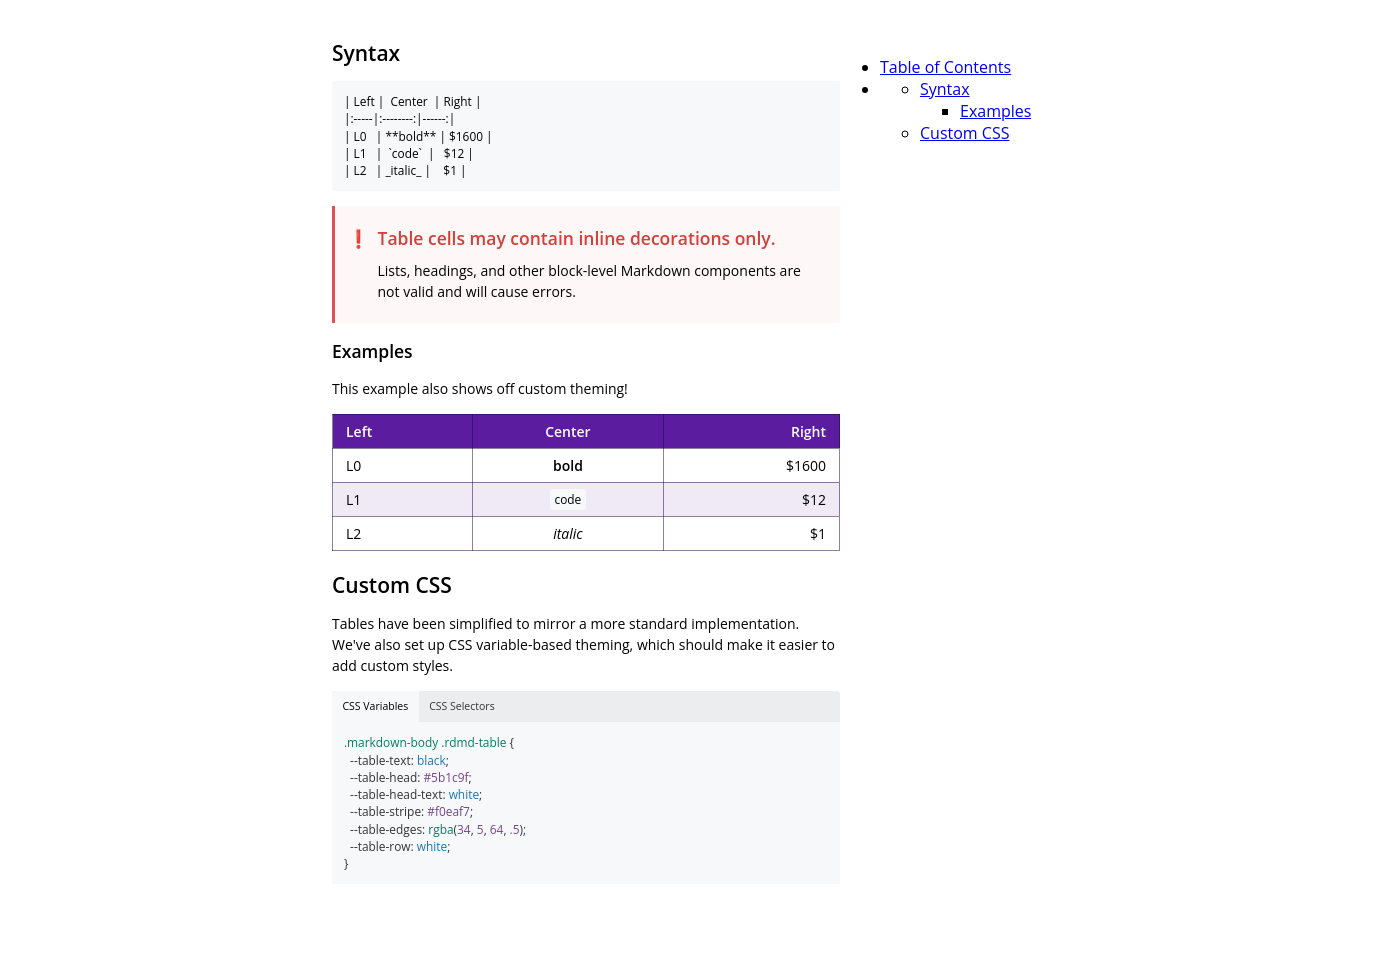 Syntax
| Left |  Center  | Right |
|:-----|:--------:|------:|
| L0   | **bold** | $1600 |
| L1   |  `code`  |   $12 |
| L2   | _italic_ |    $1 |
❗ Table cells may contain inline decorations only.
Lists, headings, and other block-level Markdown components are
not valid and will cause errors.
Examples
This example also shows off custom theming!
Left Center Right
L0 bold $1600
L1 code $12
L2 italic $1
Custom CSS
Tables have been simplified to mirror a more standard implementation.
We've also set up CSS variable-based theming, which should make it easier to
add custom styles.
CSS Variables CSS Selectors
.markdown-body .rdmd-table {
  --table-text: black;
  --table-head: #5b1c9f;
  --table-head-text: white;
  --table-stripe: #f0eaf7;
  --table-edges: rgba(34, 5, 64, .5);
  --table-row: white;
}
Table of Contents
Syntax
Examples
Custom CSS